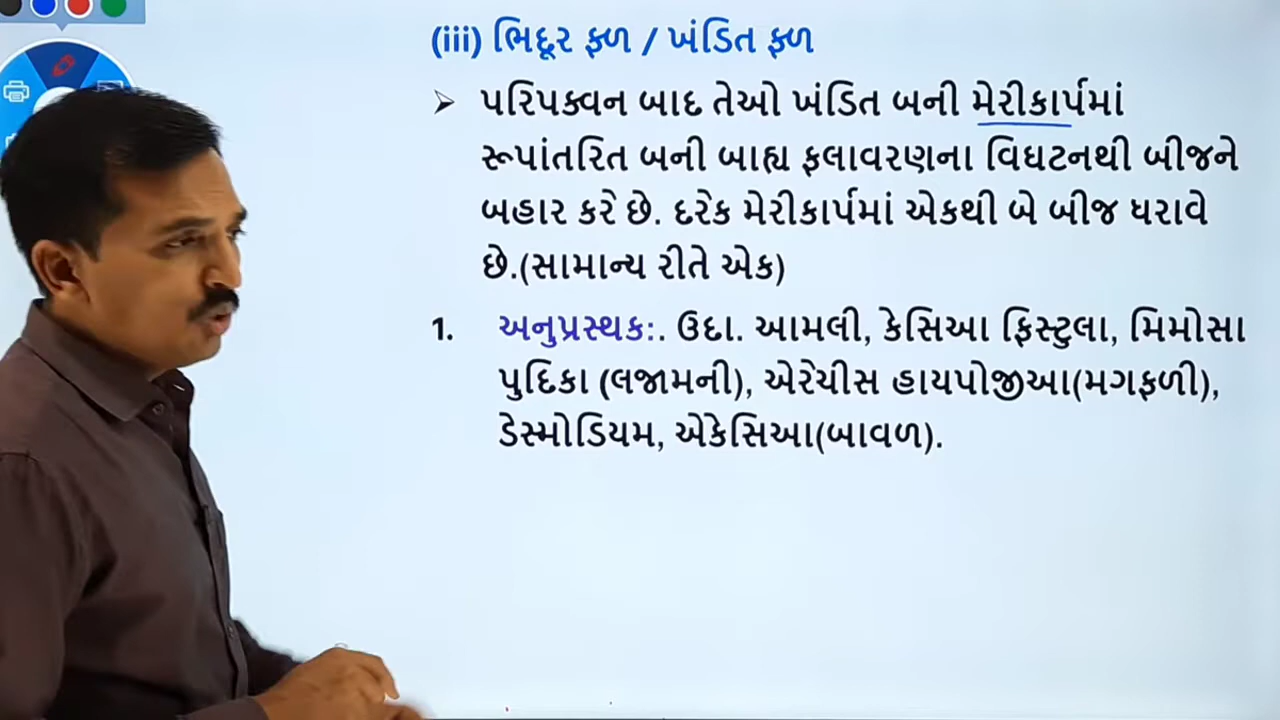 (iii) ભિદૂર ફળ / ખંડિત ફળ
➢ પરિપક્વન બાદ તેઓ ખંડિત બની મેરીકાર્પમાં
રૂપાંતરિત બની બાહ્ય ફલાવરણના વિઘટનથી બીજને
બહાર કરે છે. દરેક મેરીકાર્પમાં એકથી બે બીજ ધરાવે
છે.(સામાન્ય રીતે એક)
1. અનુપ્રસ્થક:. ઉદા. આમલી, કેસિઆ ફિસ્ટુલા, મિમોસા
પુદિકા (લજામની), એરેચીસ હાયપોજીઆ(મગફળી),
ડેસ્મોડિયમ, એકેસિઆ(બાવળ).